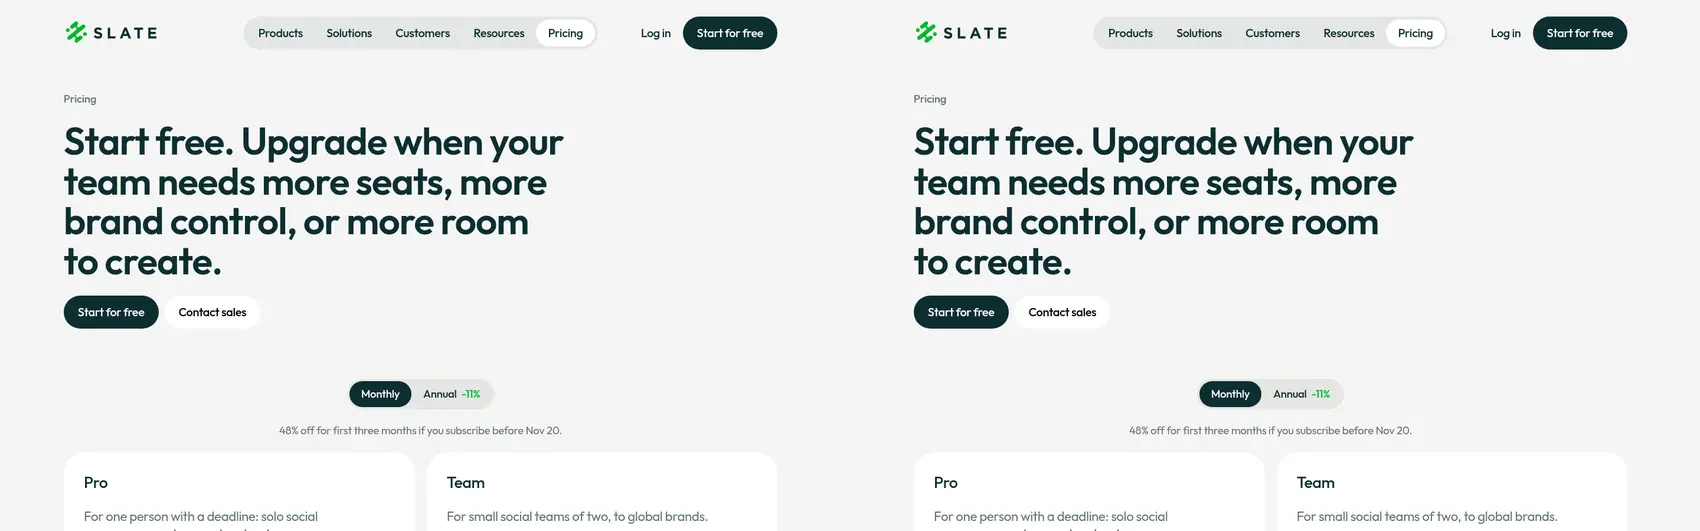 SLATE
Products Solutions Customers Resources Pricing
Log in Start for free
Pricing
Start free. Upgrade when your
team needs more seats, more
brand control, or more room
to create.
Start for free Contact sales
Monthly Annual -11%
48% off for first three months if you subscribe before Nov 20.
Pro
For one person with a deadline: solo social
Team
For small social teams of two, to global brands.
SLATE
Products Solutions Customers Resources Pricing
Log in Start for free
Pricing
Start free. Upgrade when your
team needs more seats, more
brand control, or more room
to create.
Start for free Contact sales
Monthly Annual -11%
48% off for first three months if you subscribe before Nov 20.
Pro
For one person with a deadline: solo social
Team
For small social teams of two, to global brands.